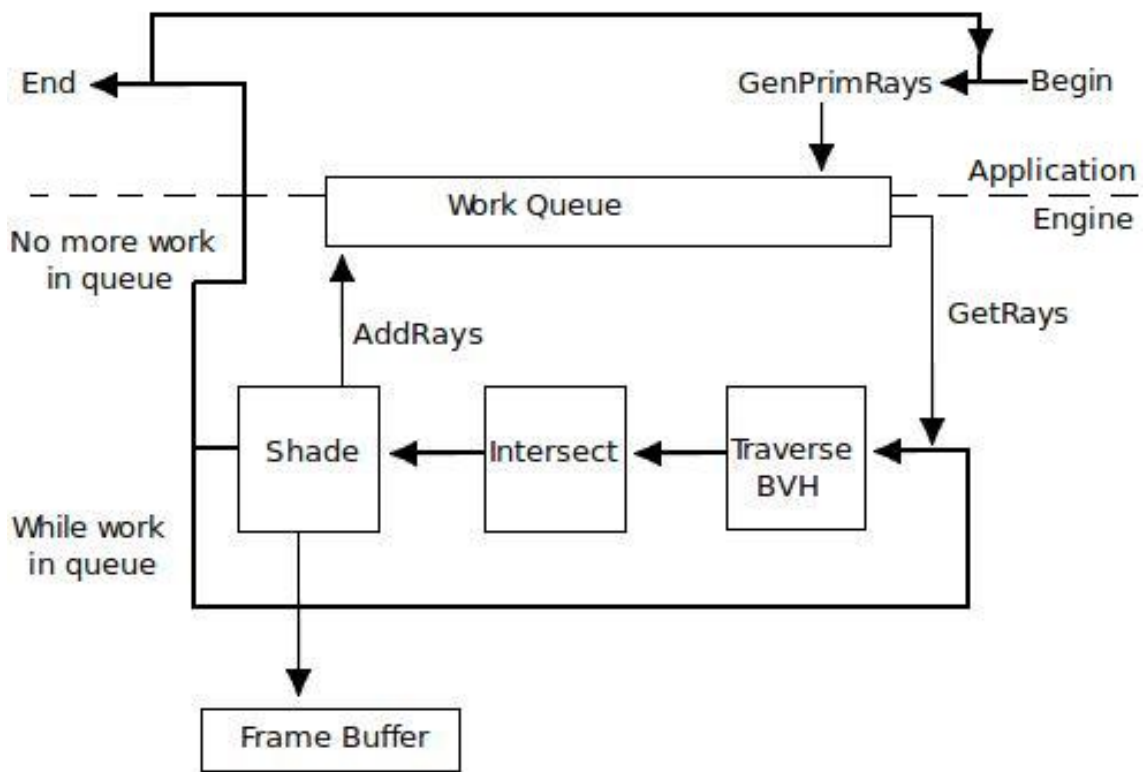 End
GenPrimRays
Begin
Application
Work Queue
Engine
No more work
in queue
GetRays
AddRays
Shade
Intersect
Traverse
BVH
While work
in queue
Frame Buffer